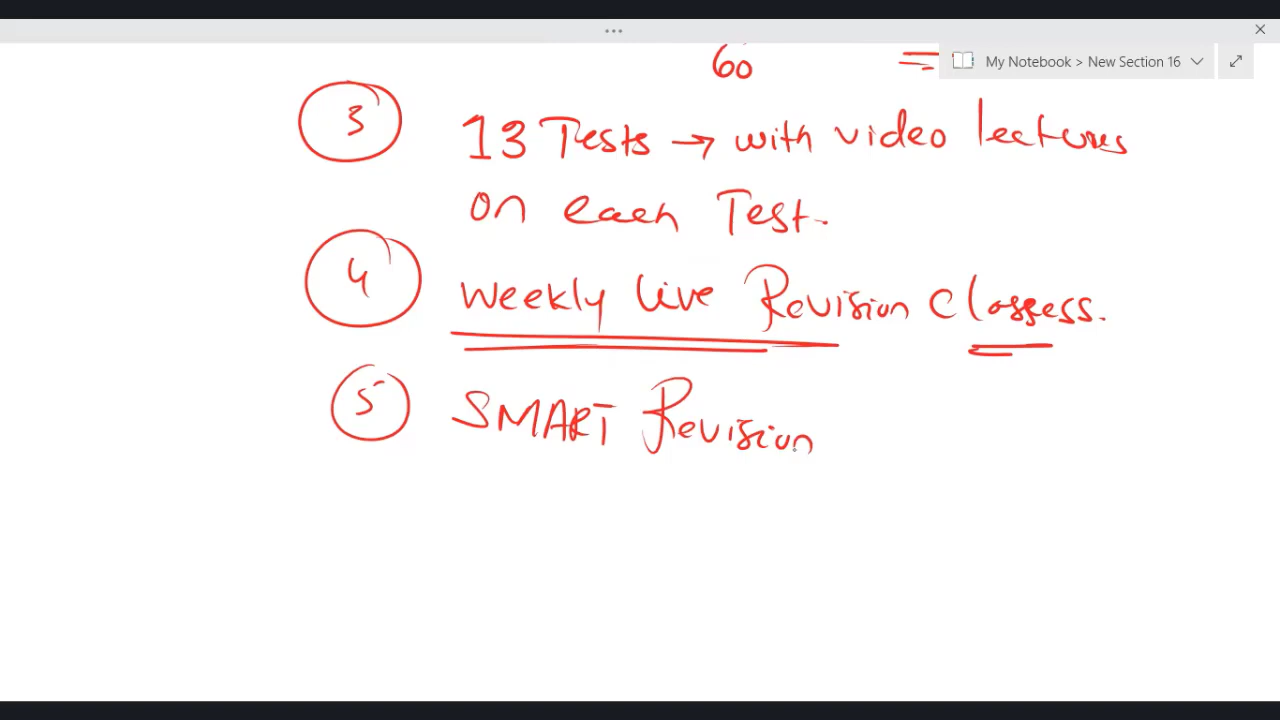 My Notebook > New Section 16
60
3 13 Tests → with video lectures
on each Test.
4 Weekly live Revision Classess.
5 SMART Revision